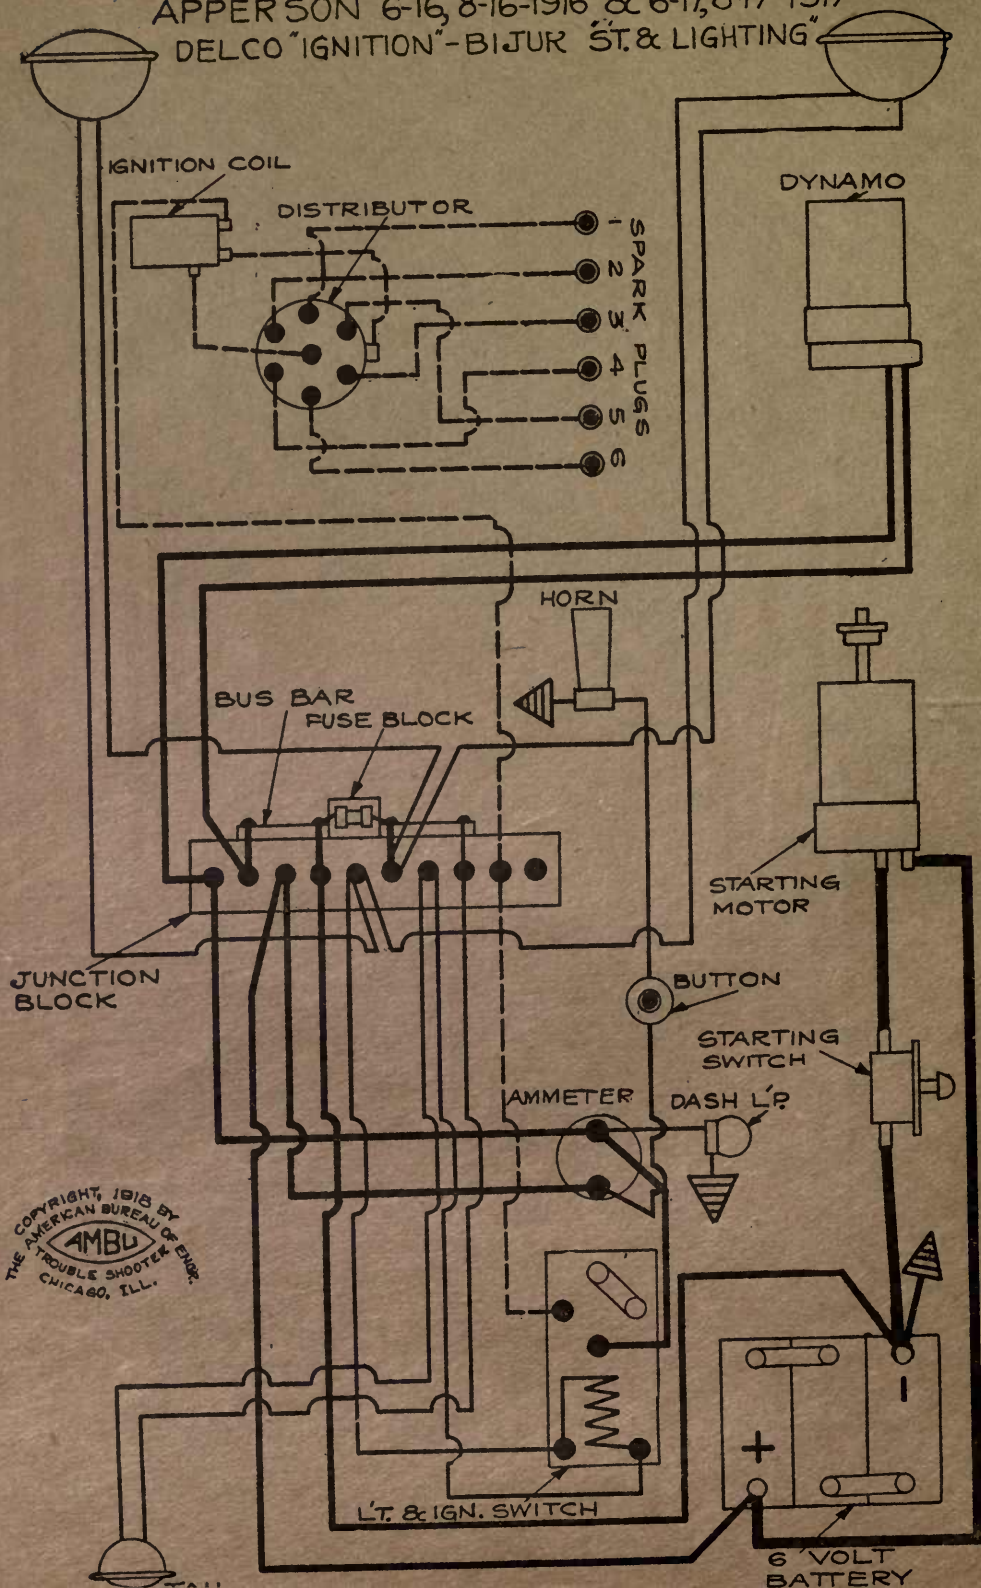 APPERSON 6-16, 8-16-1916 & 6-17, 8-17-1917
DELCO "IGNITION" - BIJUR "ST. & LIGHTING"
IGNITION COIL
DISTRIBUTOR
DYNAMO
1
2
3
4
5
6
SPARK PLUGS
HORN
BUS BAR
FUSE BLOCK
STARTING
MOTOR
JUNCTION
BLOCK
BUTTON
STARTING
SWITCH
AMMETER
DASH L'P.
COPYRIGHT, 1918 BY
THE AMERICAN BUREAU OF ENGR.
AMBU
TROUBLE SHOOTER
CHICAGO, ILL.
+
-
L'T. & IGN. SWITCH
6 VOLT
BATTERY
TAIL